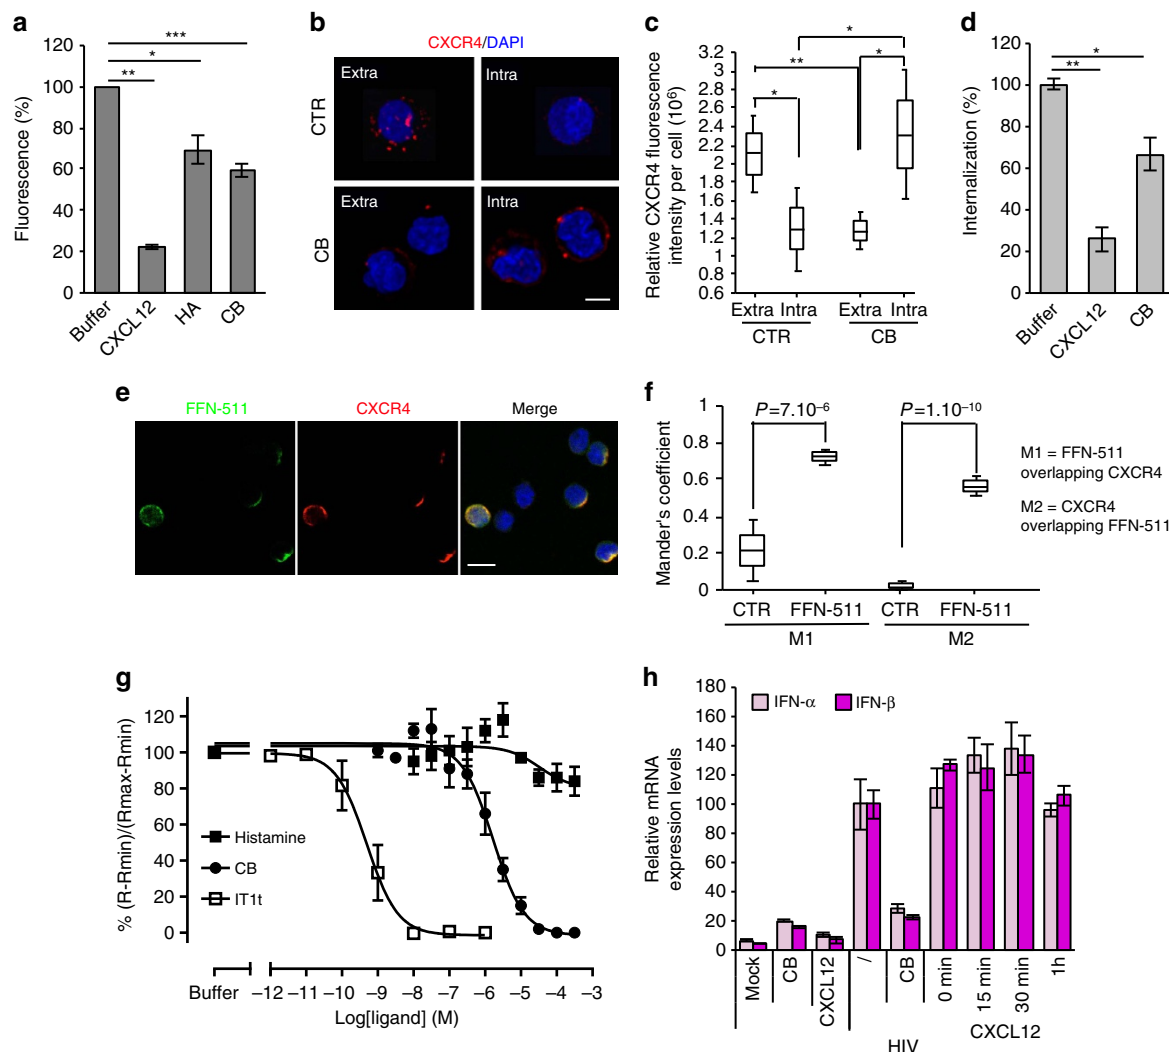 a
Fluorescence (%)
120
100
80
60
40
20
0
***
*
**
Buffer
CXCL12
HA
CB
b
CXCR4/DAPI
CTR
CB
Extra
Intra
Extra
Intra
c
Relative CXCR4 fluorescence
intensity per cell (10⁶)
3.2
3
2.8
2.6
2.4
2.2
2
1.8
1.6
1.4
1.2
1
0.8
0.6
*
**
*
*
Extra Intra Extra Intra
CTR CB
d
Internalization (%)
120
100
80
60
40
20
0
*
**
Buffer
CXCL12
CB
e
FFN-511 CXCR4 Merge
f
Mander's coefficient
1
0.8
0.6
0.4
0.2
0
P=7.10⁻⁶
P=1.10⁻¹⁰
CTR FFN-511 CTR FFN-511
M1 M2
M1 = FFN-511
overlapping CXCR4
M2 = CXCR4
overlapping FFN-511
g
% (R-Rmin)/(Rmax-Rmin)
120
100
80
60
40
20
0
Histamine
CB
IT1t
Buffer –12 –11 –10 –9 –8 –7 –6 –5 –4 –3
Log[ligand] (M)
h
Relative mRNA
expression levels
180
160
140
120
100
80
60
40
20
0
IFN-α IFN-β
Mock
CB
CXCL12
/
CB
0 min
15 min
30 min
1h
CXCL12
HIV